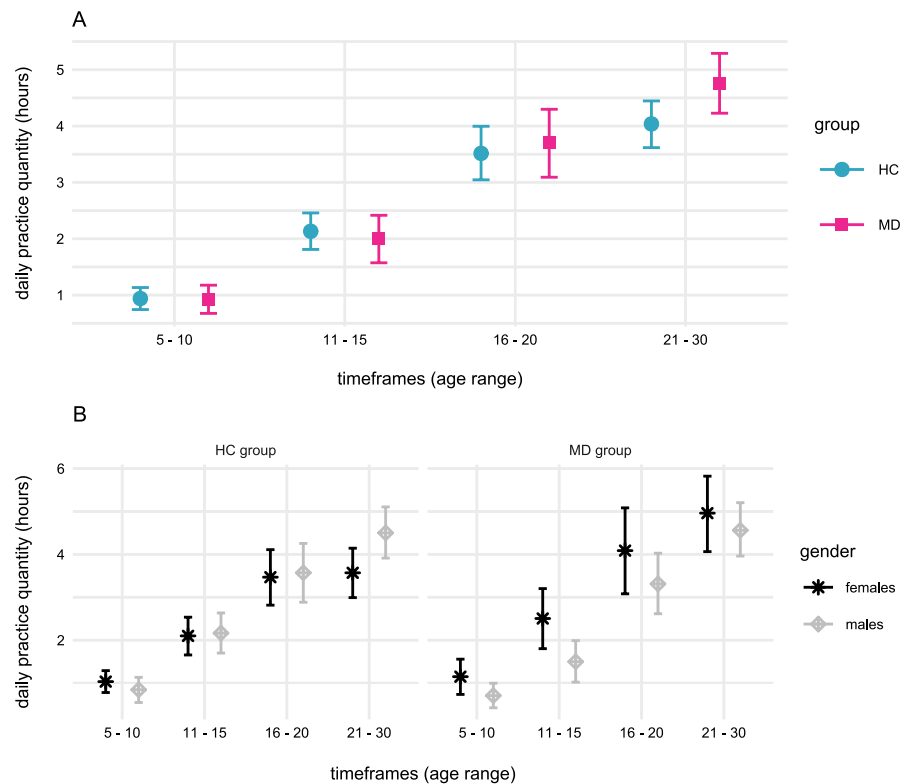 A
daily practice quantity (hours)
5
4
3
2
1
5 - 10 11 - 15 16 - 20 21 - 30
timeframes (age range)
group
HC
MD
B
HC group MD group
daily practice quantity (hours)
6
4
2
5 - 10 11 - 15 16 - 20 21 - 30 5 - 10 11 - 15 16 - 20 21 - 30
timeframes (age range)
gender
females
males